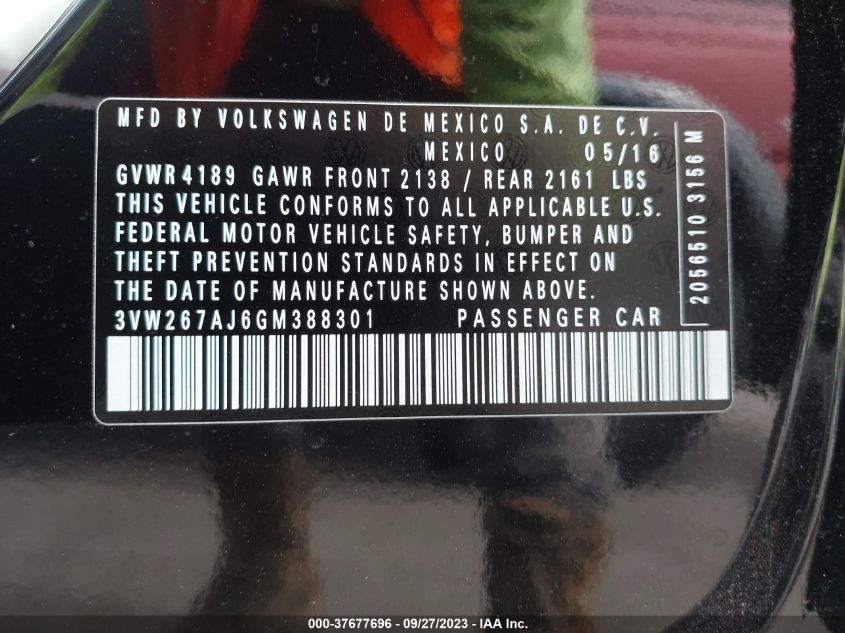 MFD BY VOLKSWAGEN DE MEXICO S.A. DE C.V.
MEXICO 05/16
GVWR 4189 GAWR FRONT 2138 / REAR 2161 LBS
THIS VEHICLE CONFORMS TO ALL APPLICABLE U.S.
FEDERAL MOTOR VEHICLE SAFETY, BUMPER AND
THEFT PREVENTION STANDARDS IN EFFECT ON
THE DATE OF MANUFACTURE SHOWN ABOVE.
3VW267AJ6GM388301 PASSENGER CAR
2056510 3156 M
000-37677696 - 09/27/2023 - IAA Inc.